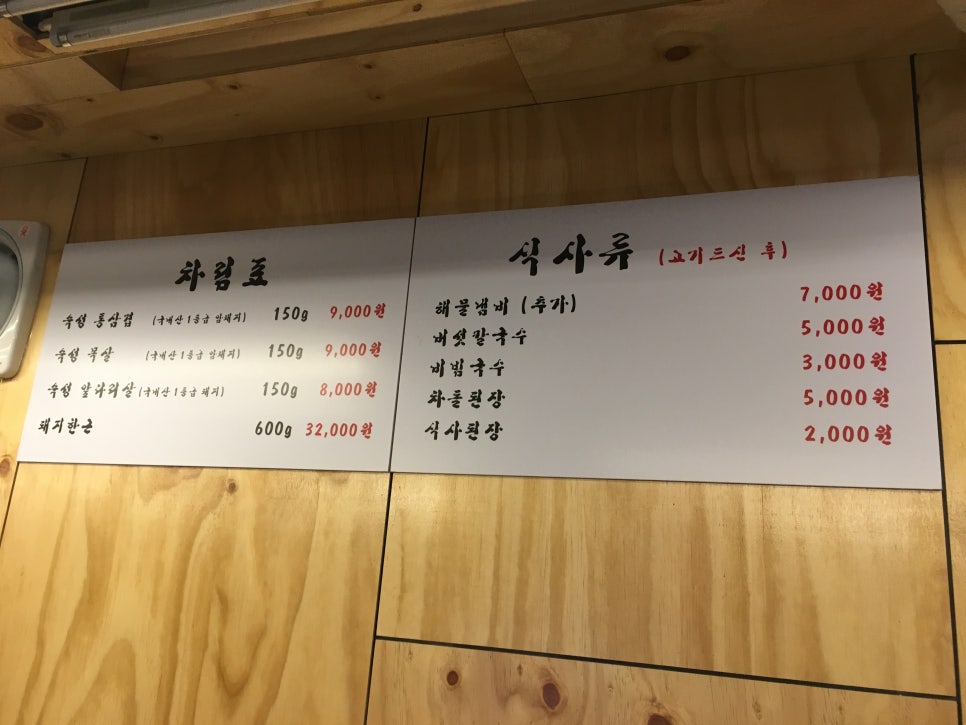 차림표
숙성 통삼겹 (국내산 1등급 암돼지) 150g 9,000원
숙성 목살 (국내산 1등급 암돼지) 150g 9,000원
숙성 앞다리살 (국내산 1등급 돼지) 150g 8,000원
돼지한근 600g 32,000원
식사류 (고기드신 후)
해물냄비 (추가) 7,000원
버섯칼국수 5,000원
비빔국수 3,000원
차돌된장 5,000원
식사된장 2,000원